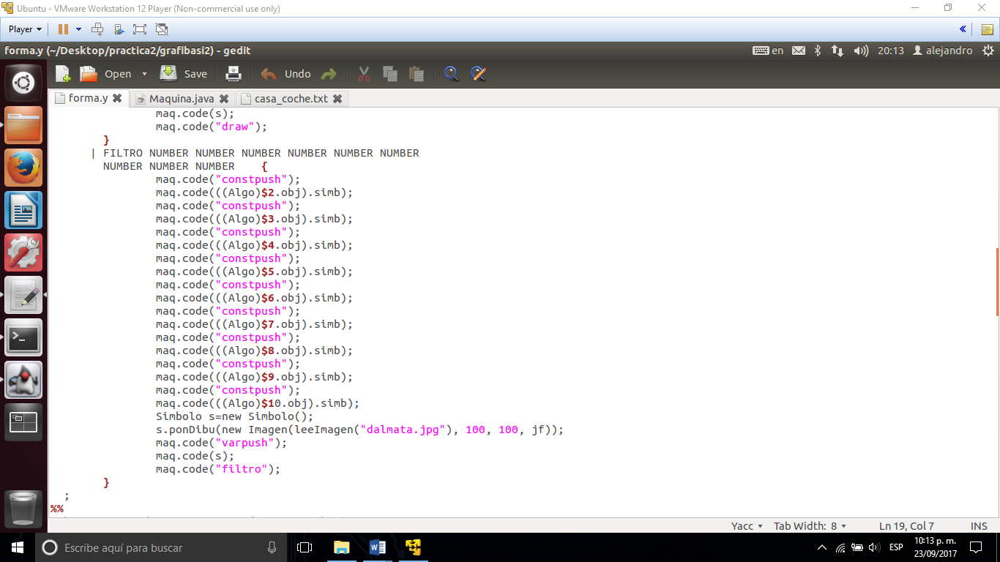 Ubuntu - VMware Workstation 12 Player (Non-commercial use only)
Player
forma.y (~/Desktop/practica2/grafibasi2) - gedit
en
20:13
alejandro
Open
Save
Undo
forma.y
Maquina.java
casa_coche.txt
maq.code(s);
maq.code("draw");
}
| FILTRO NUMBER NUMBER NUMBER NUMBER NUMBER NUMBER
NUMBER NUMBER NUMBER {
maq.code("constpush");
maq.code(((Algo)$2.obj).simb);
maq.code("constpush");
maq.code(((Algo)$3.obj).simb);
maq.code("constpush");
maq.code(((Algo)$4.obj).simb);
maq.code("constpush");
maq.code(((Algo)$5.obj).simb);
maq.code("constpush");
maq.code(((Algo)$6.obj).simb);
maq.code("constpush");
maq.code(((Algo)$7.obj).simb);
maq.code("constpush");
maq.code(((Algo)$8.obj).simb);
maq.code("constpush");
maq.code(((Algo)$9.obj).simb);
maq.code("constpush");
maq.code(((Algo)$10.obj).simb);
Simbolo s=new Simbolo();
s.ponDibu(new Imagen(leeImagen("dalmata.jpg"), 100, 100, jf));
maq.code("varpush");
maq.code(s);
maq.code("filtro");
}
;
%%
Yacc
Tab Width: 8
Ln 19, Col 7
INS
Escribe aquí para buscar
ESP
10:13 p. m.
23/09/2017